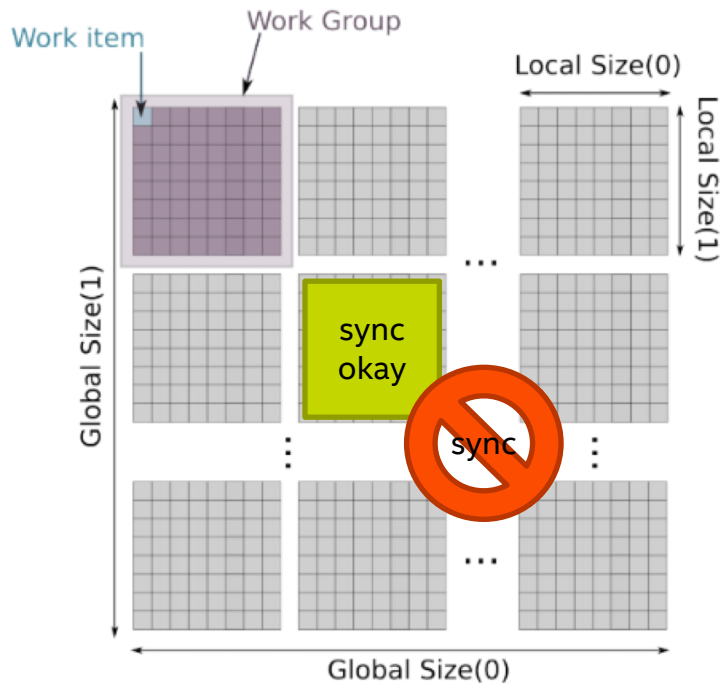 Work Group
Work item
Local Size(0)
Local Size(1)
...
Global Size(1)
sync
okay
sync
...
...
...
Global Size(0)